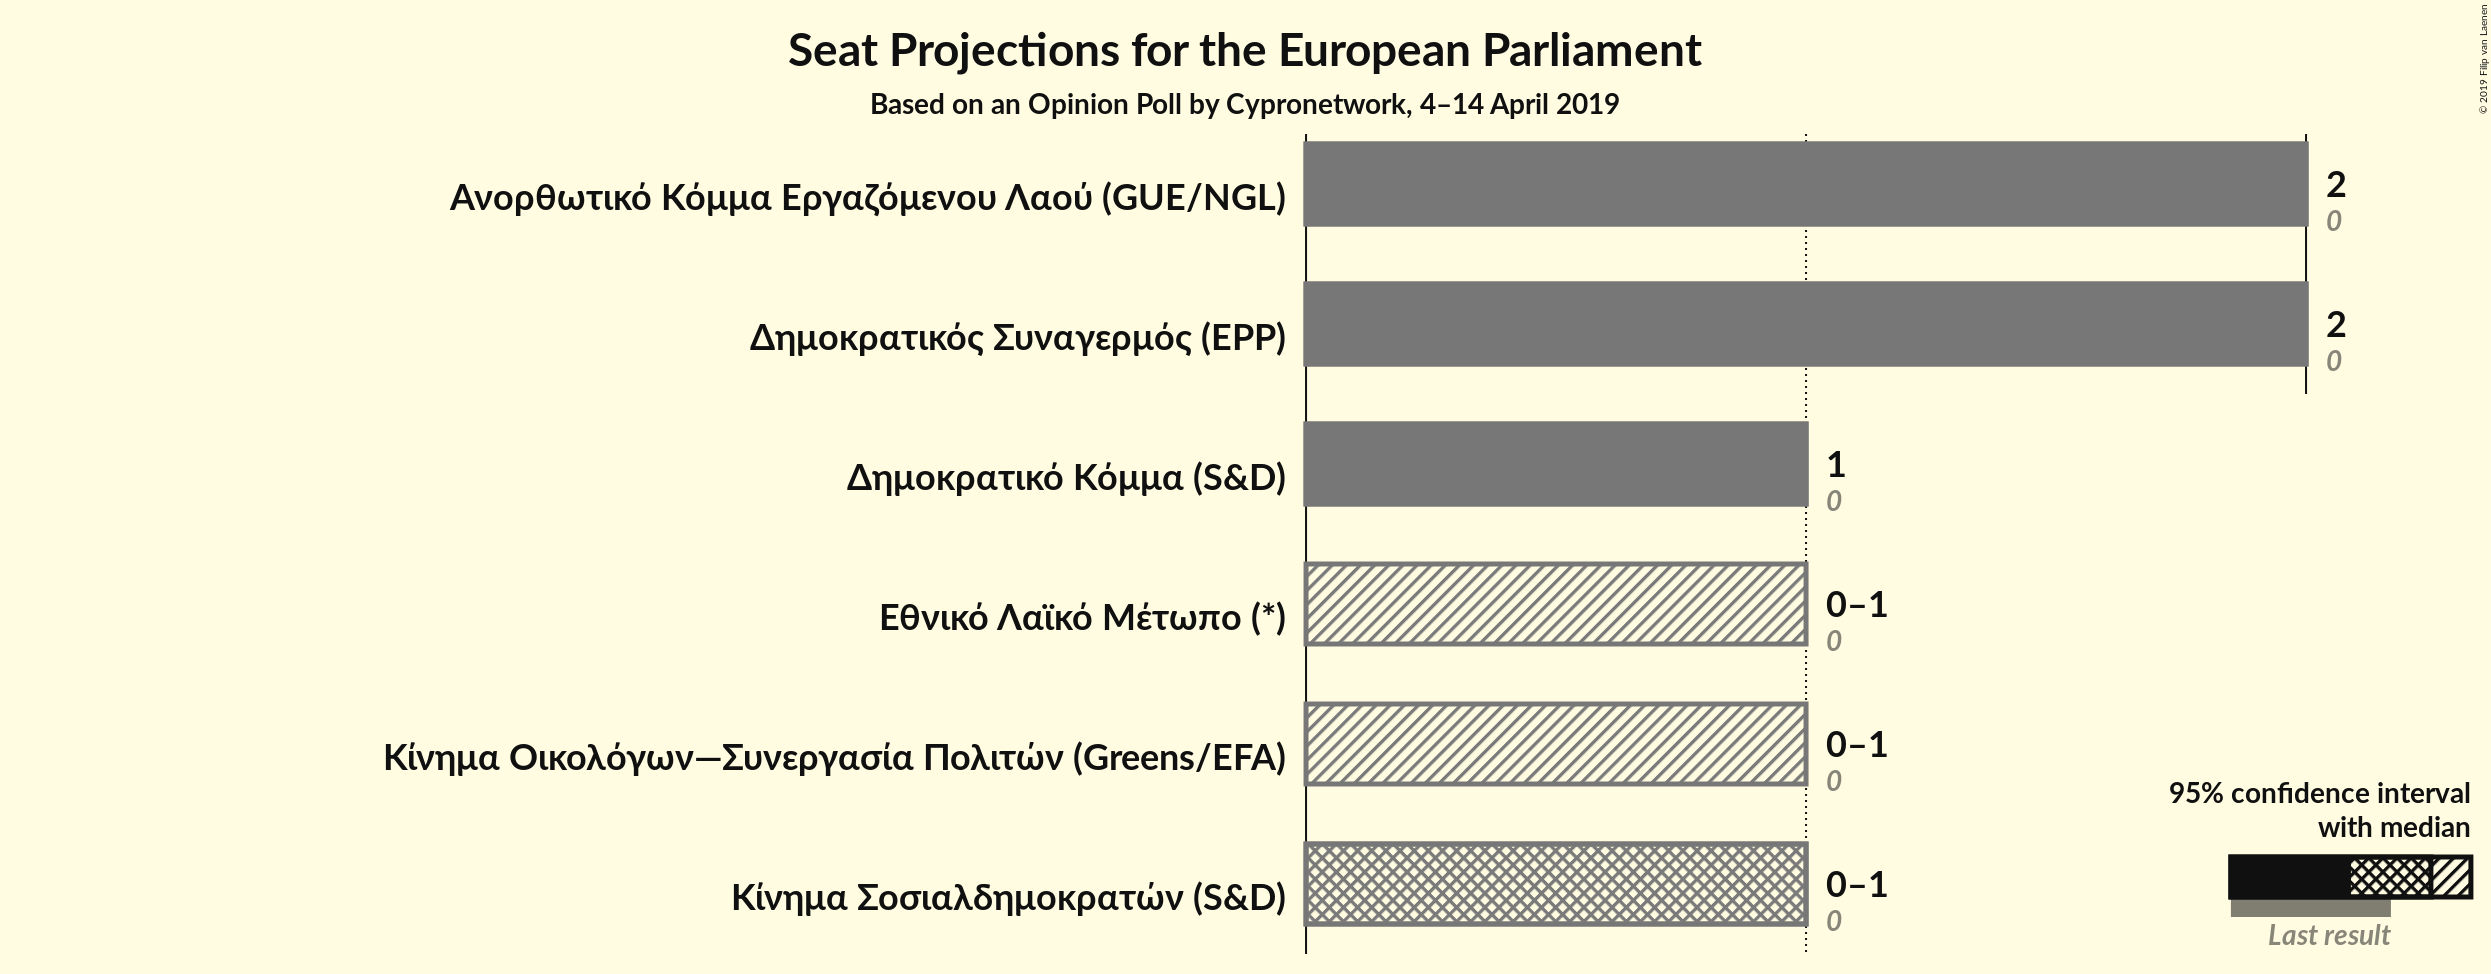 Seat Projections for the European Parliament
Based on an Opinion Poll by Cypronetwork, 4–14 April 2019
© 2019 Filip van Laenen
Ανορθωτικό Κόμμα Εργαζόμενου Λαού (GUE/NGL)
2
0
Δημοκρατικός Συναγερμός (EPP)
2
0
Δημοκρατικό Κόμμα (S&D)
1
0
Εθνικό Λαϊκό Μέτωπο (*)
0–1
0
Κίνημα Οικολόγων—Συνεργασία Πολιτών (Greens/EFA)
0–1
0
Κίνημα Σοσιαλδημοκρατών (S&D)
0–1
0
95% confidence interval
with median
Last result